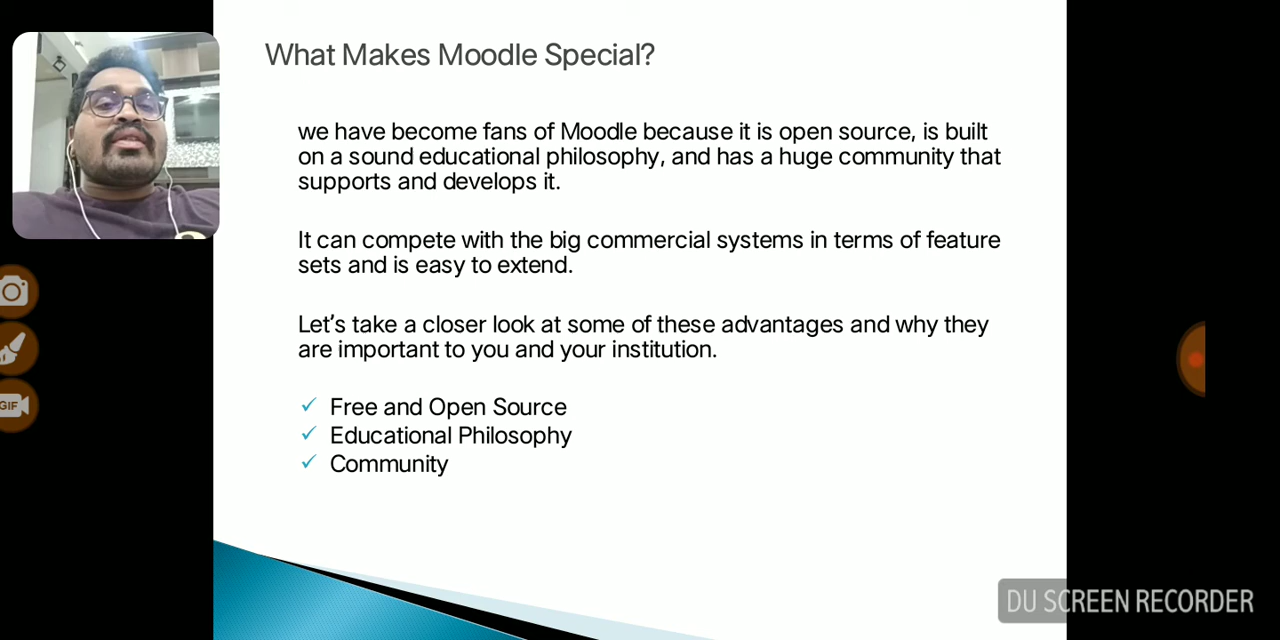 What Makes Moodle Special?
we have become fans of Moodle because it is open source, is built
on a sound educational philosophy, and has a huge community that
supports and develops it.
It can compete with the big commercial systems in terms of feature
sets and is easy to extend.
Let's take a closer look at some of these advantages and why they
are important to you and your institution.
Free and Open Source
Educational Philosophy
Community
GIF
DU SCREEN RECORDER